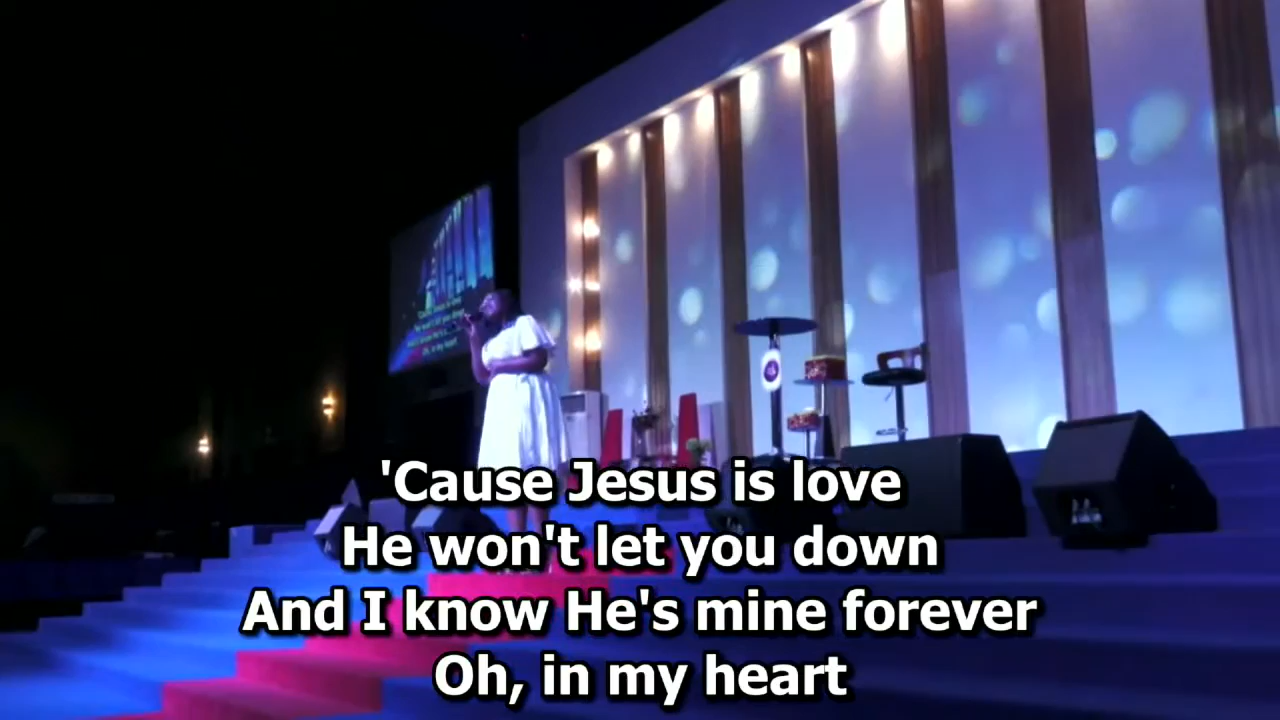 'Cause Jesus is love
He won't let you down
And I know He's mine forever
Oh, in my heart